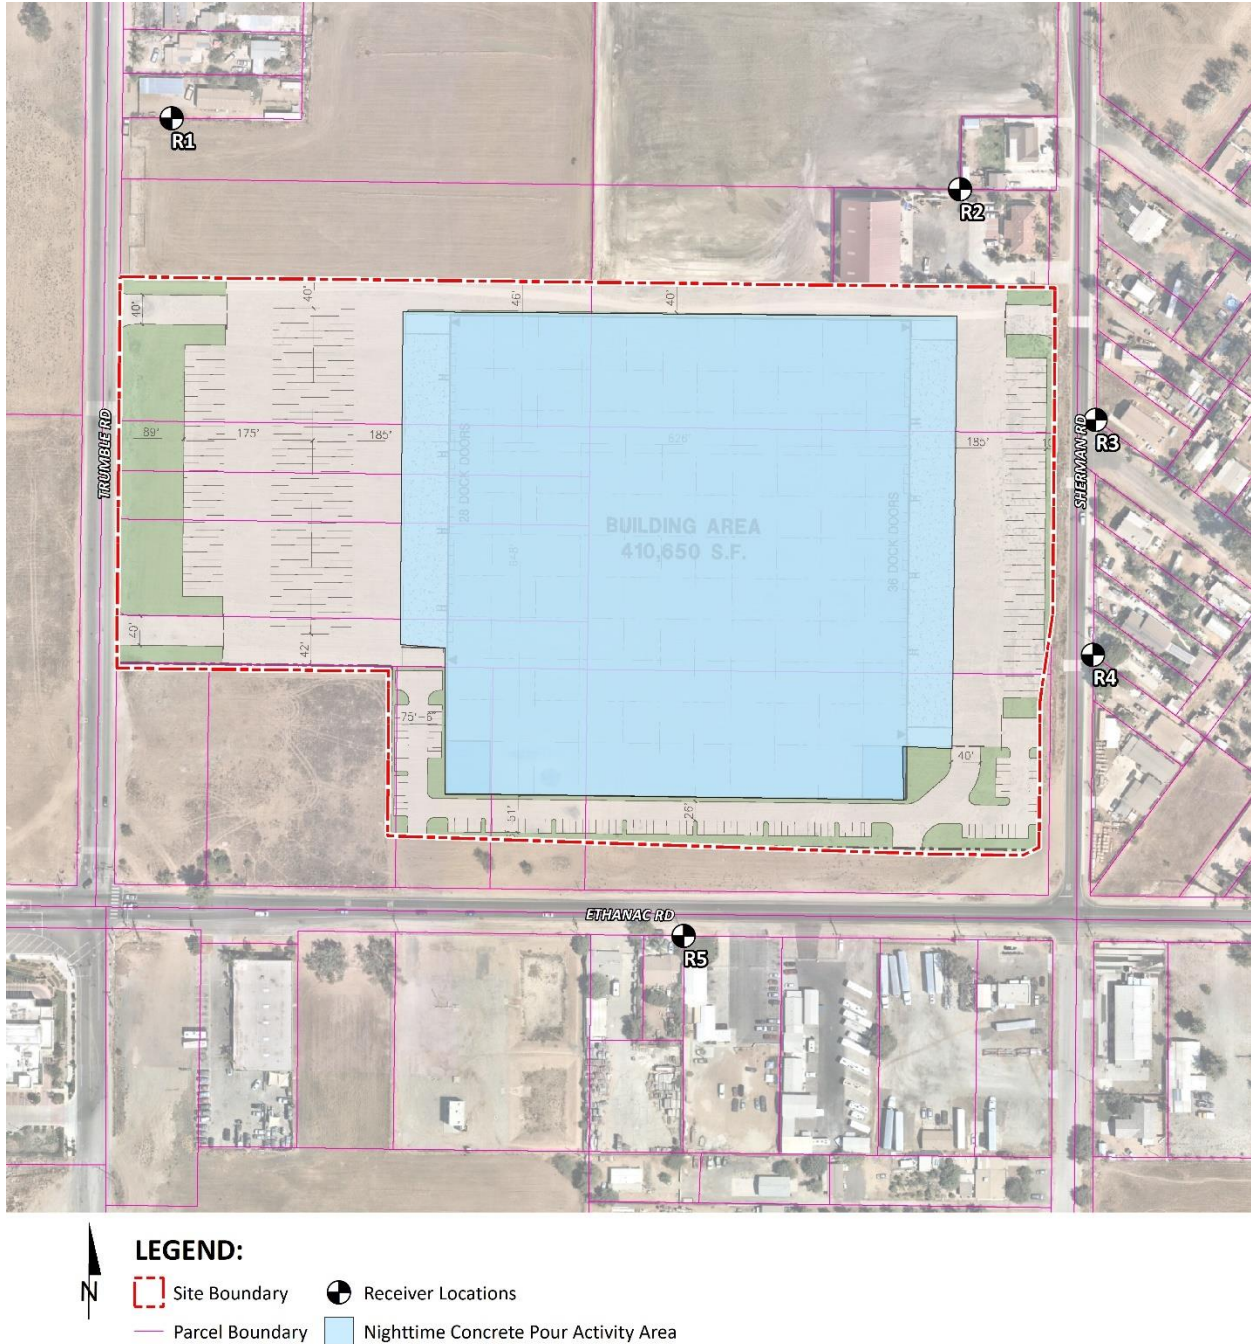 R1
R2
40'
40'
46'
40'
TRUMBLE RD
89'
175'
185'
28 DOCK DOORS
626'
185'
R3
SHERMAN RD
BUILDING AREA
410,650 S.F.
36 DOCK DOORS
40'
42'
R4
75'-6"
40'
51'
26'
ETHANAC RD
R5
N
LEGEND:
Site Boundary
Receiver Locations
Parcel Boundary
Nighttime Concrete Pour Activity Area